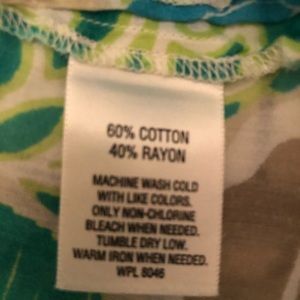 60% COTTON
40% RAYON
MACHINE WASH COLD
WITH LIKE COLORS.
ONLY NON-CHLORINE
BLEACH WHEN NEEDED.
TUMBLE DRY LOW.
WARM IRON WHEN NEEDED.
WPL 8046